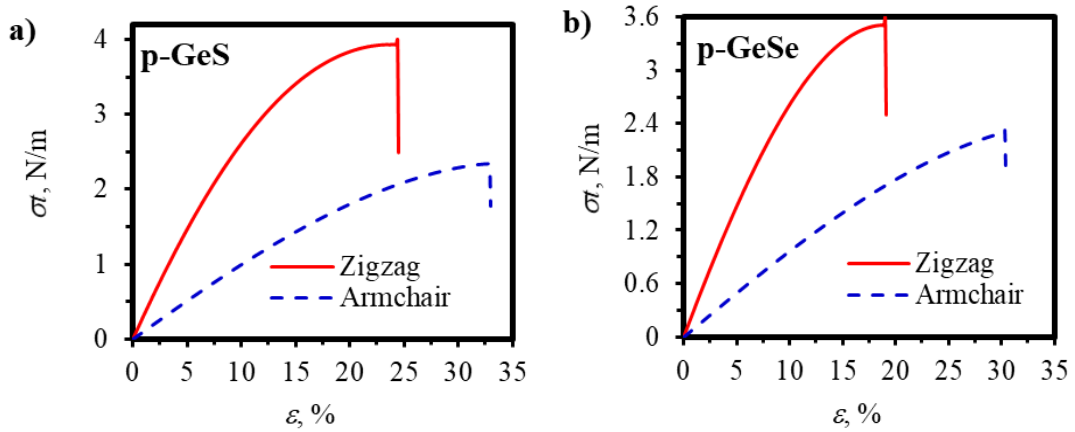 a)
p-GeS
4
3
2
1
0
σt, N/m
Zigzag
Armchair
0 5 10 15 20 25 30 35
ε, %
b)
p-GeSe
3.6
3
2.4
1.8
1.2
0.6
0
σt, N/m
Zigzag
Armchair
0 5 10 15 20 25 30 35
ε, %